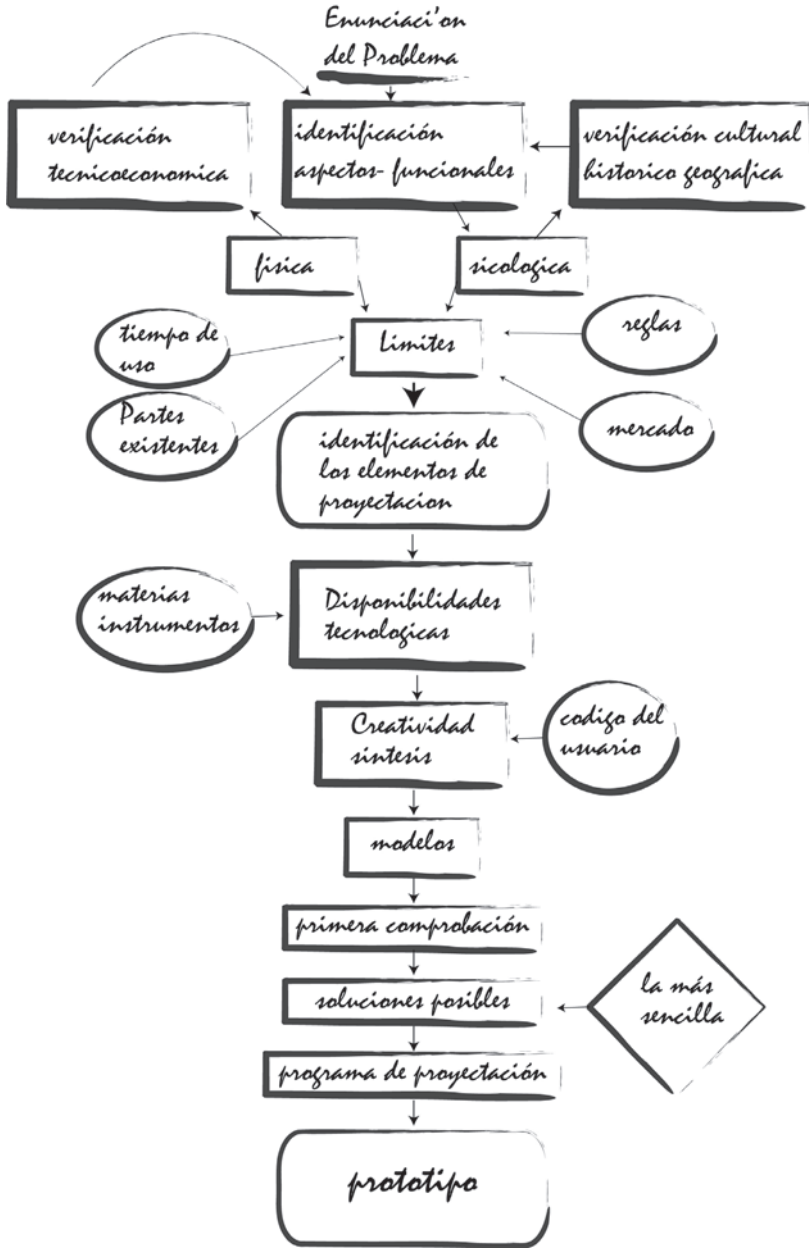 Enunciaci'on
del Problema
verificación
tecnicoeconomica
identificación
aspectos- funcionales
verificación cultural
historico geografica
fisica
sicologica
tiempo de
uso
Limites
reglas
Partes
existentes
mercado
identificación de
los elementos de
proyectacion
materias
instrumentos
Disponibilidades
tecnologicas
Creatividad
sintesis
codigo del
usuario
modelos
primera comprobación
soluciones posibles
la más
sencilla
programa de proyectación
prototipo